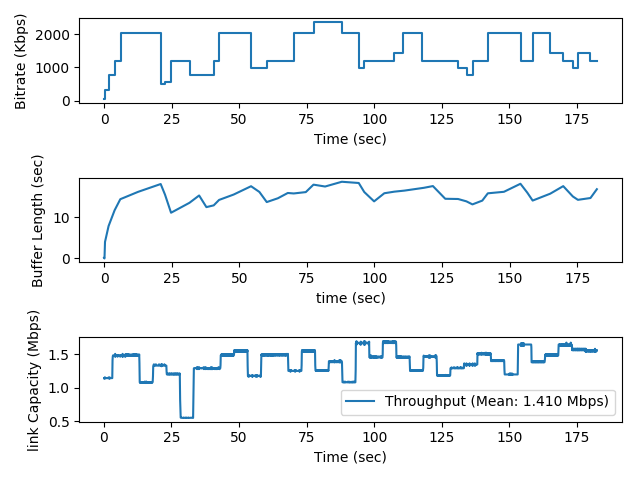 Bitrate (Kbps)
2000
1000
0
0 25 50 75 100 125 150 175
Time (sec)
Buffer Length (sec)
10
0
0 25 50 75 100 125 150 175
time (sec)
link Capacity (Mbps)
1.5
1.0
0.5
Throughput (Mean: 1.410 Mbps)
0 25 50 75 100 125 150 175
Time (sec)